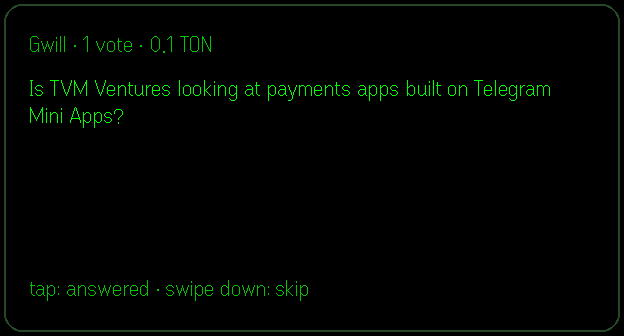 Gwill · 1 vote · 0.1 TON
Is TVM Ventures looking at payments apps built on Telegram
Mini Apps?
tap: answered · swipe down: skip